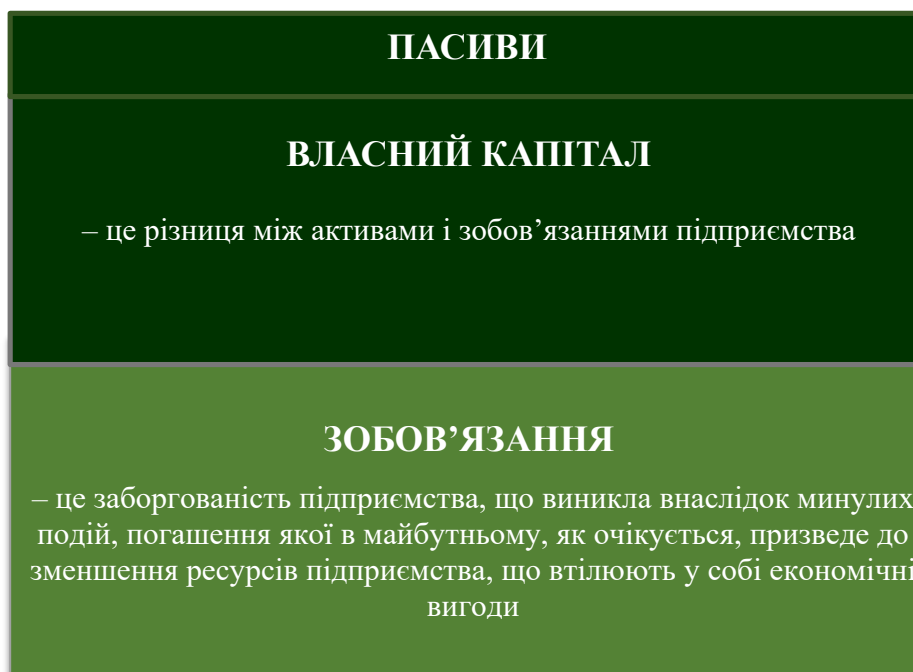 ПАСИВИ
ВЛАСНИЙ КАПІТАЛ
– це різниця між активами і зобов’язаннями підприємства
ЗОБОВ’ЯЗАННЯ
– це заборгованість підприємства, що виникла внаслідок минулих
подій, погашення якої в майбутньому, як очікується, призведе до
зменшення ресурсів підприємства, що втілюють у собі економічні
вигоди